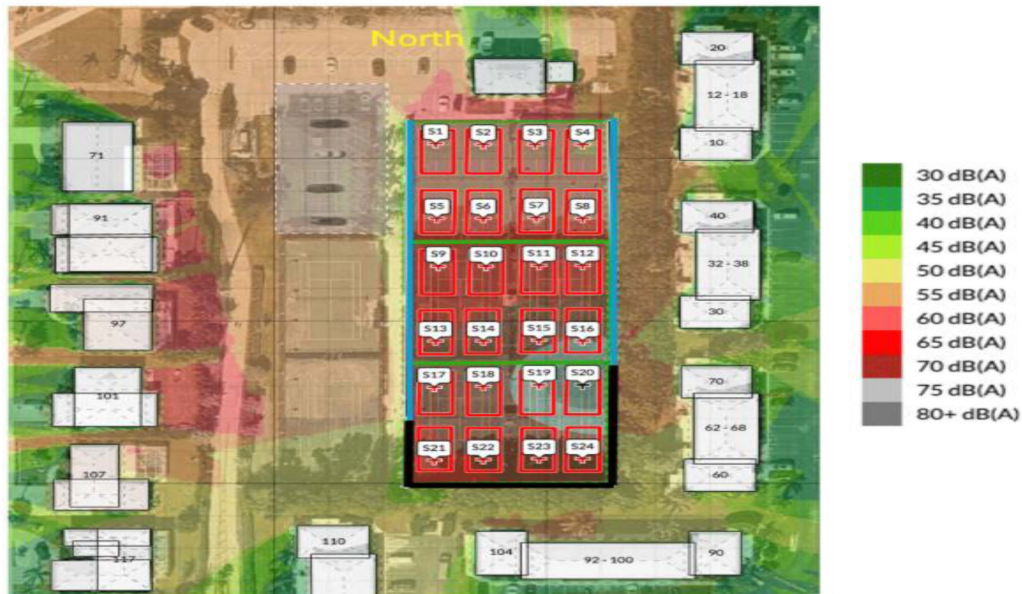 North
20
12 - 18
10
71
91
97
101
107
117
110
40
32 - 38
30
70
62 - 68
60
104
92 - 100
90
S1 S2 S3 S4
S5 S6 S7 S8
S9 S10 S11 S12
S13 S14 S15 S16
S17 S18 S19 S20
S21 S22 S23 S24
30 dB(A)
35 dB(A)
40 dB(A)
45 dB(A)
50 dB(A)
55 dB(A)
60 dB(A)
65 dB(A)
70 dB(A)
75 dB(A)
80+ dB(A)